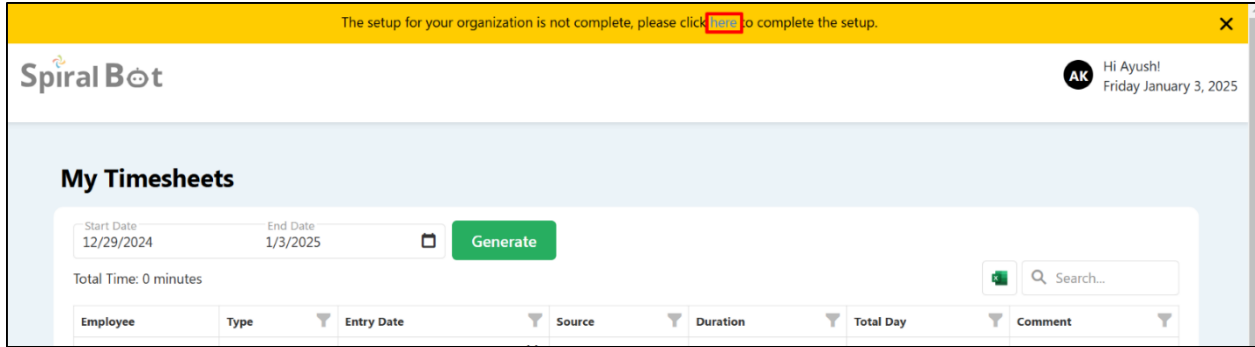 The setup for your organization is not complete, please click here to complete the setup.
Spiral Bot
AK
Hi Ayush!
Friday January 3, 2025
My Timesheets
Start Date
End Date
12/29/2024
1/3/2025
Generate
Total Time: 0 minutes
Search...
Employee Type Entry Date Source Duration Total Day Comment